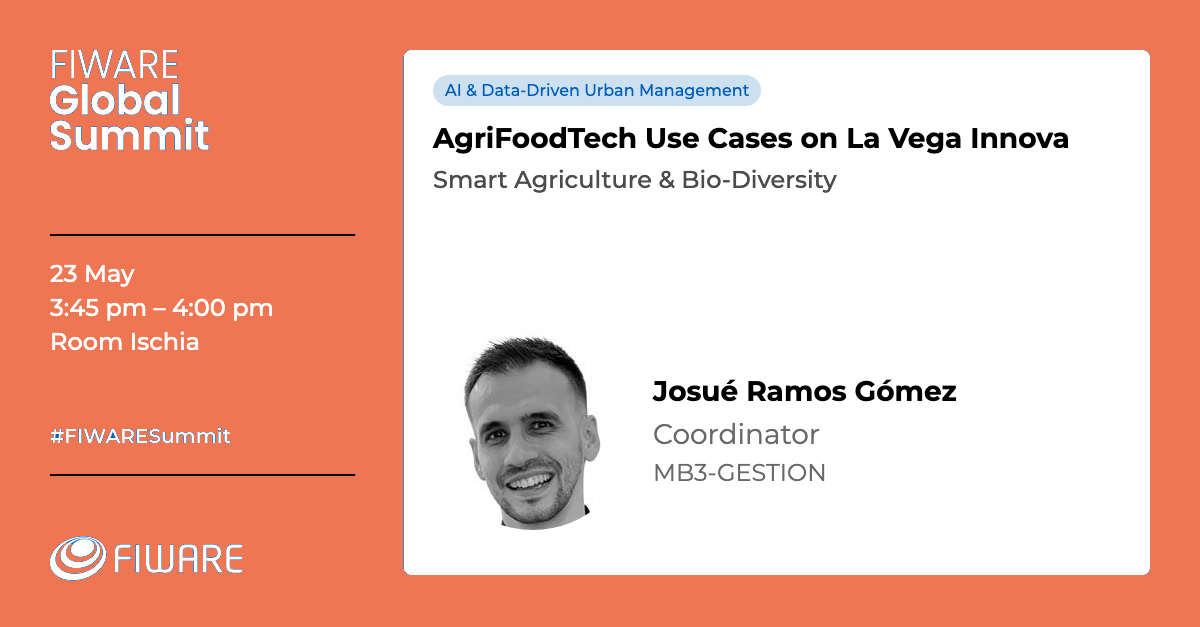 FIWARE
Global
Summit
23 May
3:45 pm – 4:00 pm
Room Ischia
#FIWARESummit
FIWARE
AI & Data-Driven Urban Management
AgriFoodTech Use Cases on La Vega Innova
Smart Agriculture & Bio-Diversity
Josué Ramos Gómez
Coordinator
MB3-GESTION